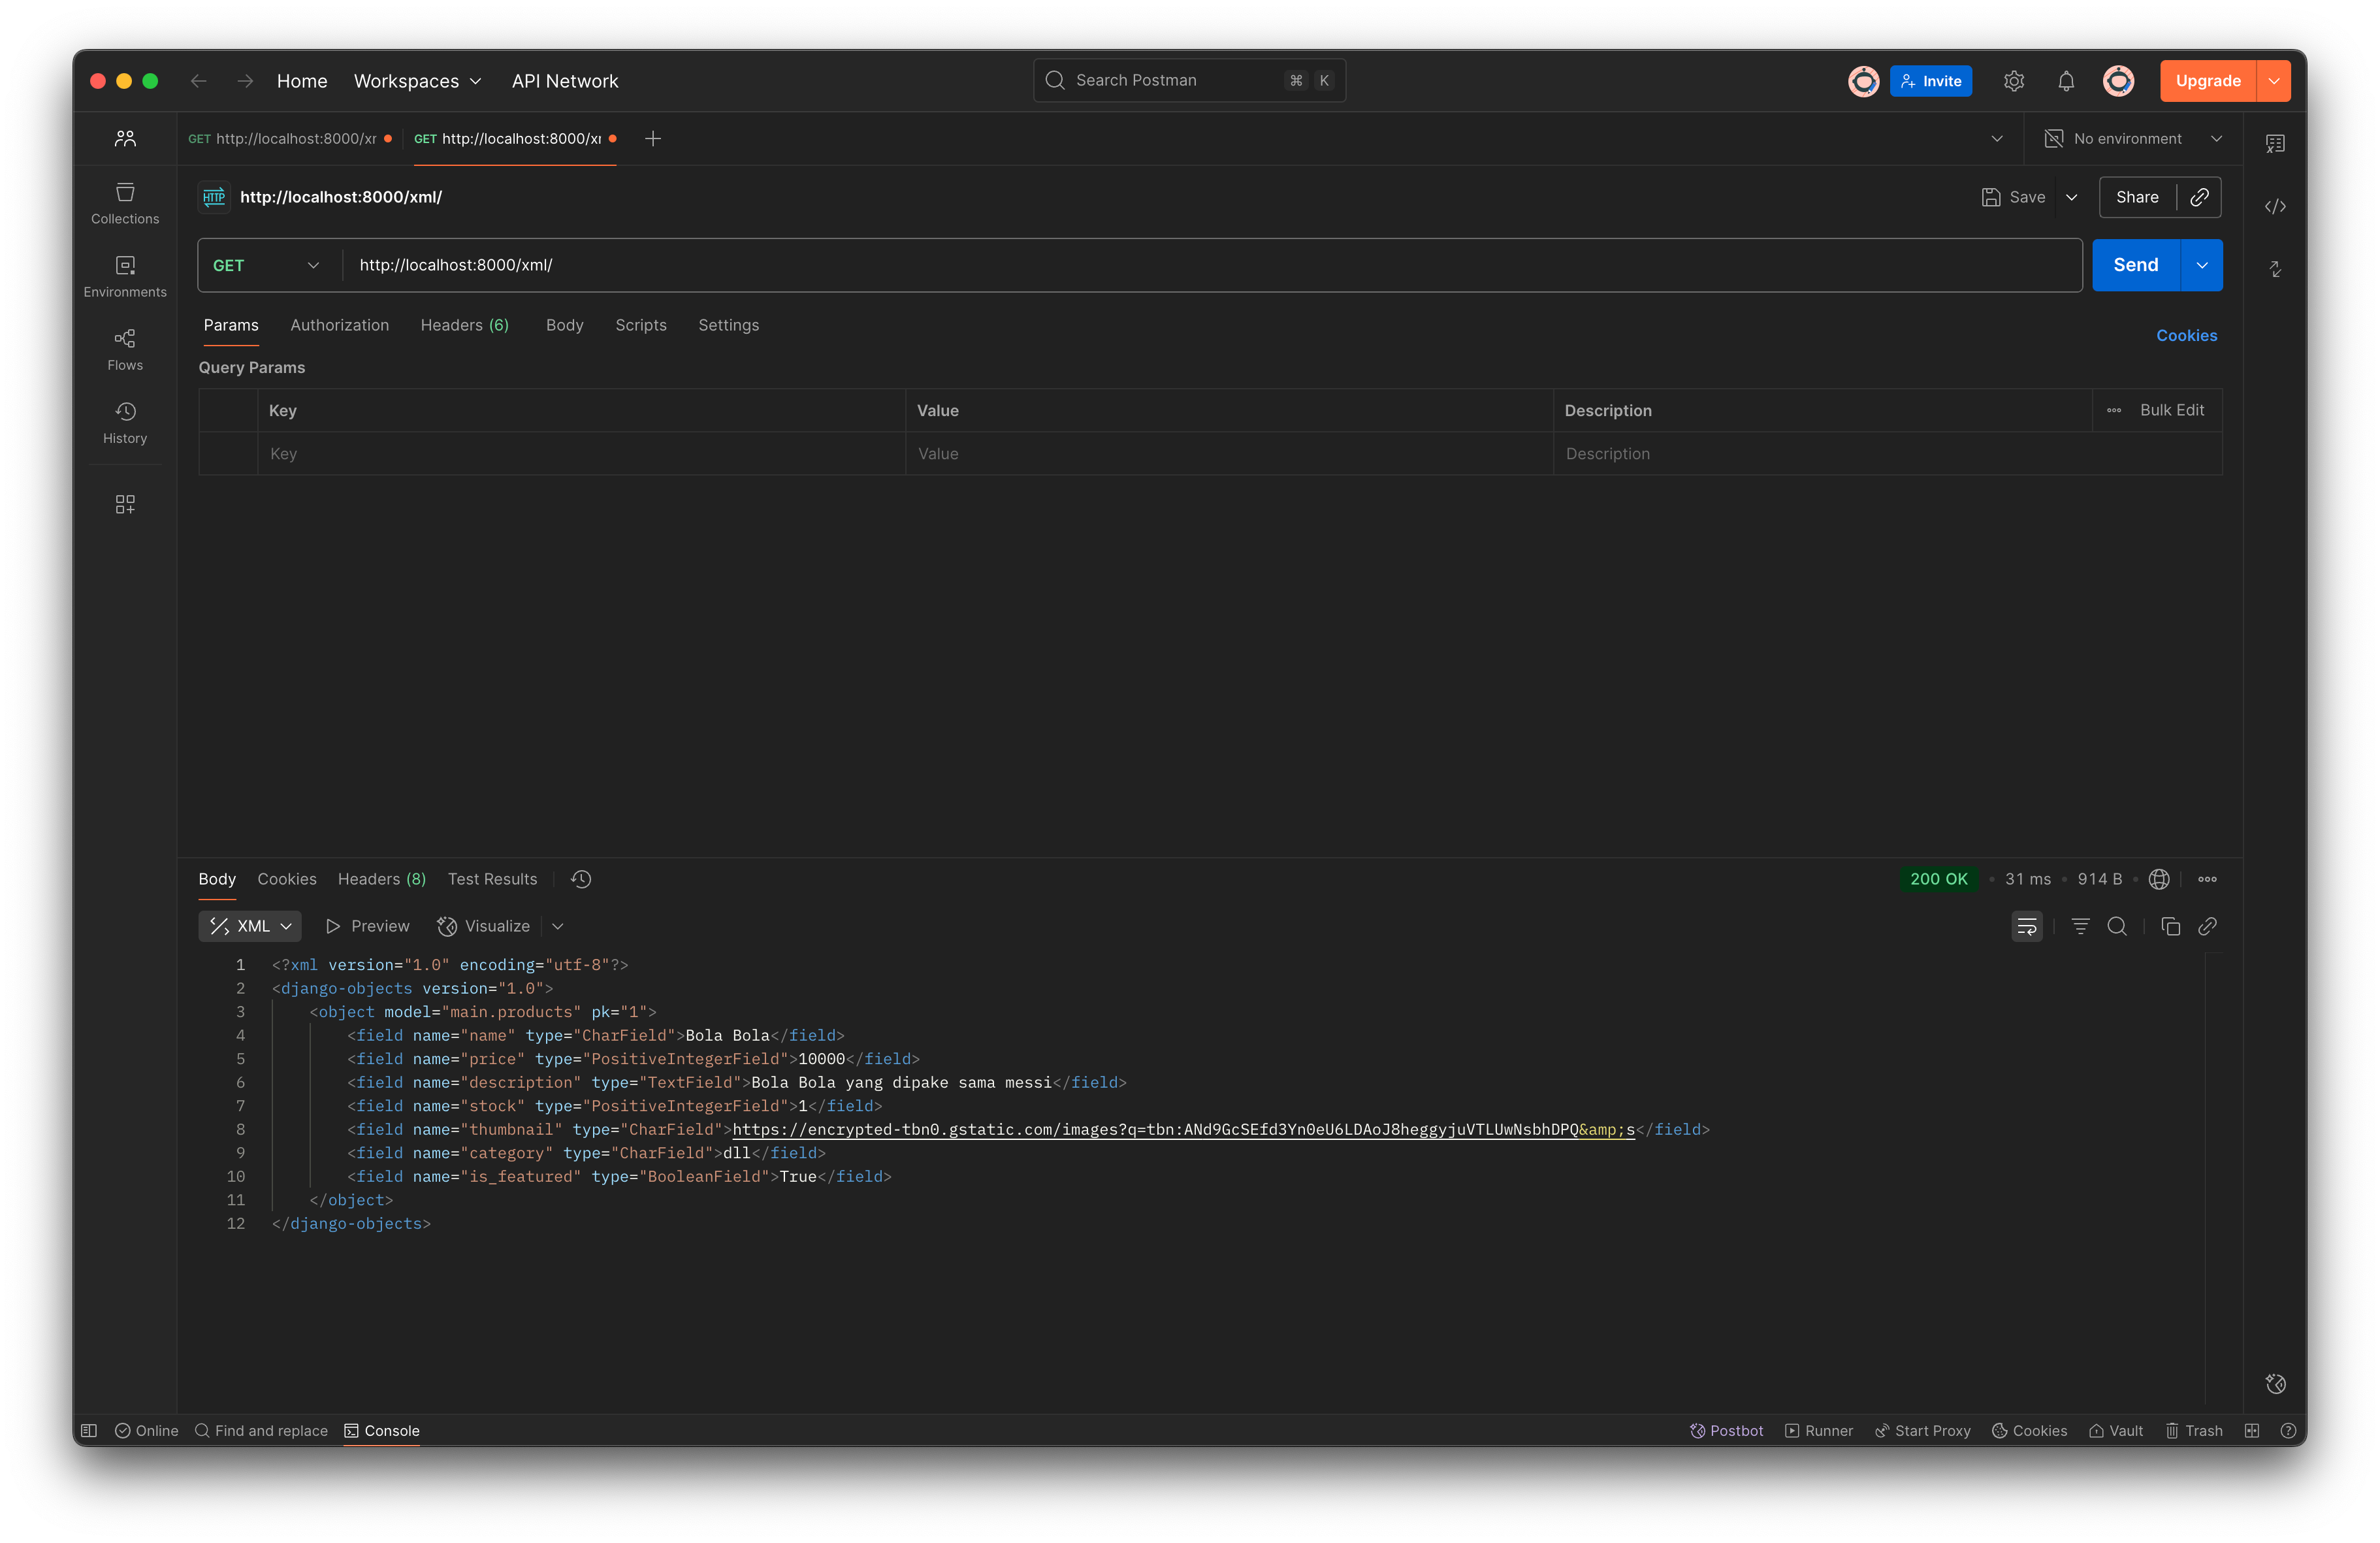 Home Workspaces API Network Search Postman ⌘ K Invite Upgrade
GET http://localhost:8000/xr GET http://localhost:8000/xı No environment
HTTP http://localhost:8000/xml/ Save Share
GET http://localhost:8000/xml/ Send
Collections
Environments
Flows
History
Params Authorization Headers (6) Body Scripts Settings Cookies
Query Params
Key Value Description Bulk Edit
Key Value Description
Body Cookies Headers (8) Test Results 200 OK 31 ms 914 B
XML Preview Visualize
1 <?xml version="1.0" encoding="utf-8"?>
2 <django-objects version="1.0">
3 <object model="main.products" pk="1">
4 <field name="name" type="CharField">Bola Bola</field>
5 <field name="price" type="PositiveIntegerField">10000</field>
6 <field name="description" type="TextField">Bola Bola yang dipake sama messi</field>
7 <field name="stock" type="PositiveIntegerField">1</field>
8 <field name="thumbnail" type="CharField">https://encrypted-tbn0.gstatic.com/images?q=tbn:ANd9GcSEfd3Yn0eU6LDAoJ8heggyjuVTLUwNsbhDPQ&amp;s</field>
9 <field name="category" type="CharField">dll</field>
10 <field name="is_featured" type="BooleanField">True</field>
11 </object>
12 </django-objects>
Online Find and replace Console Postbot Runner Start Proxy Cookies Vault Trash